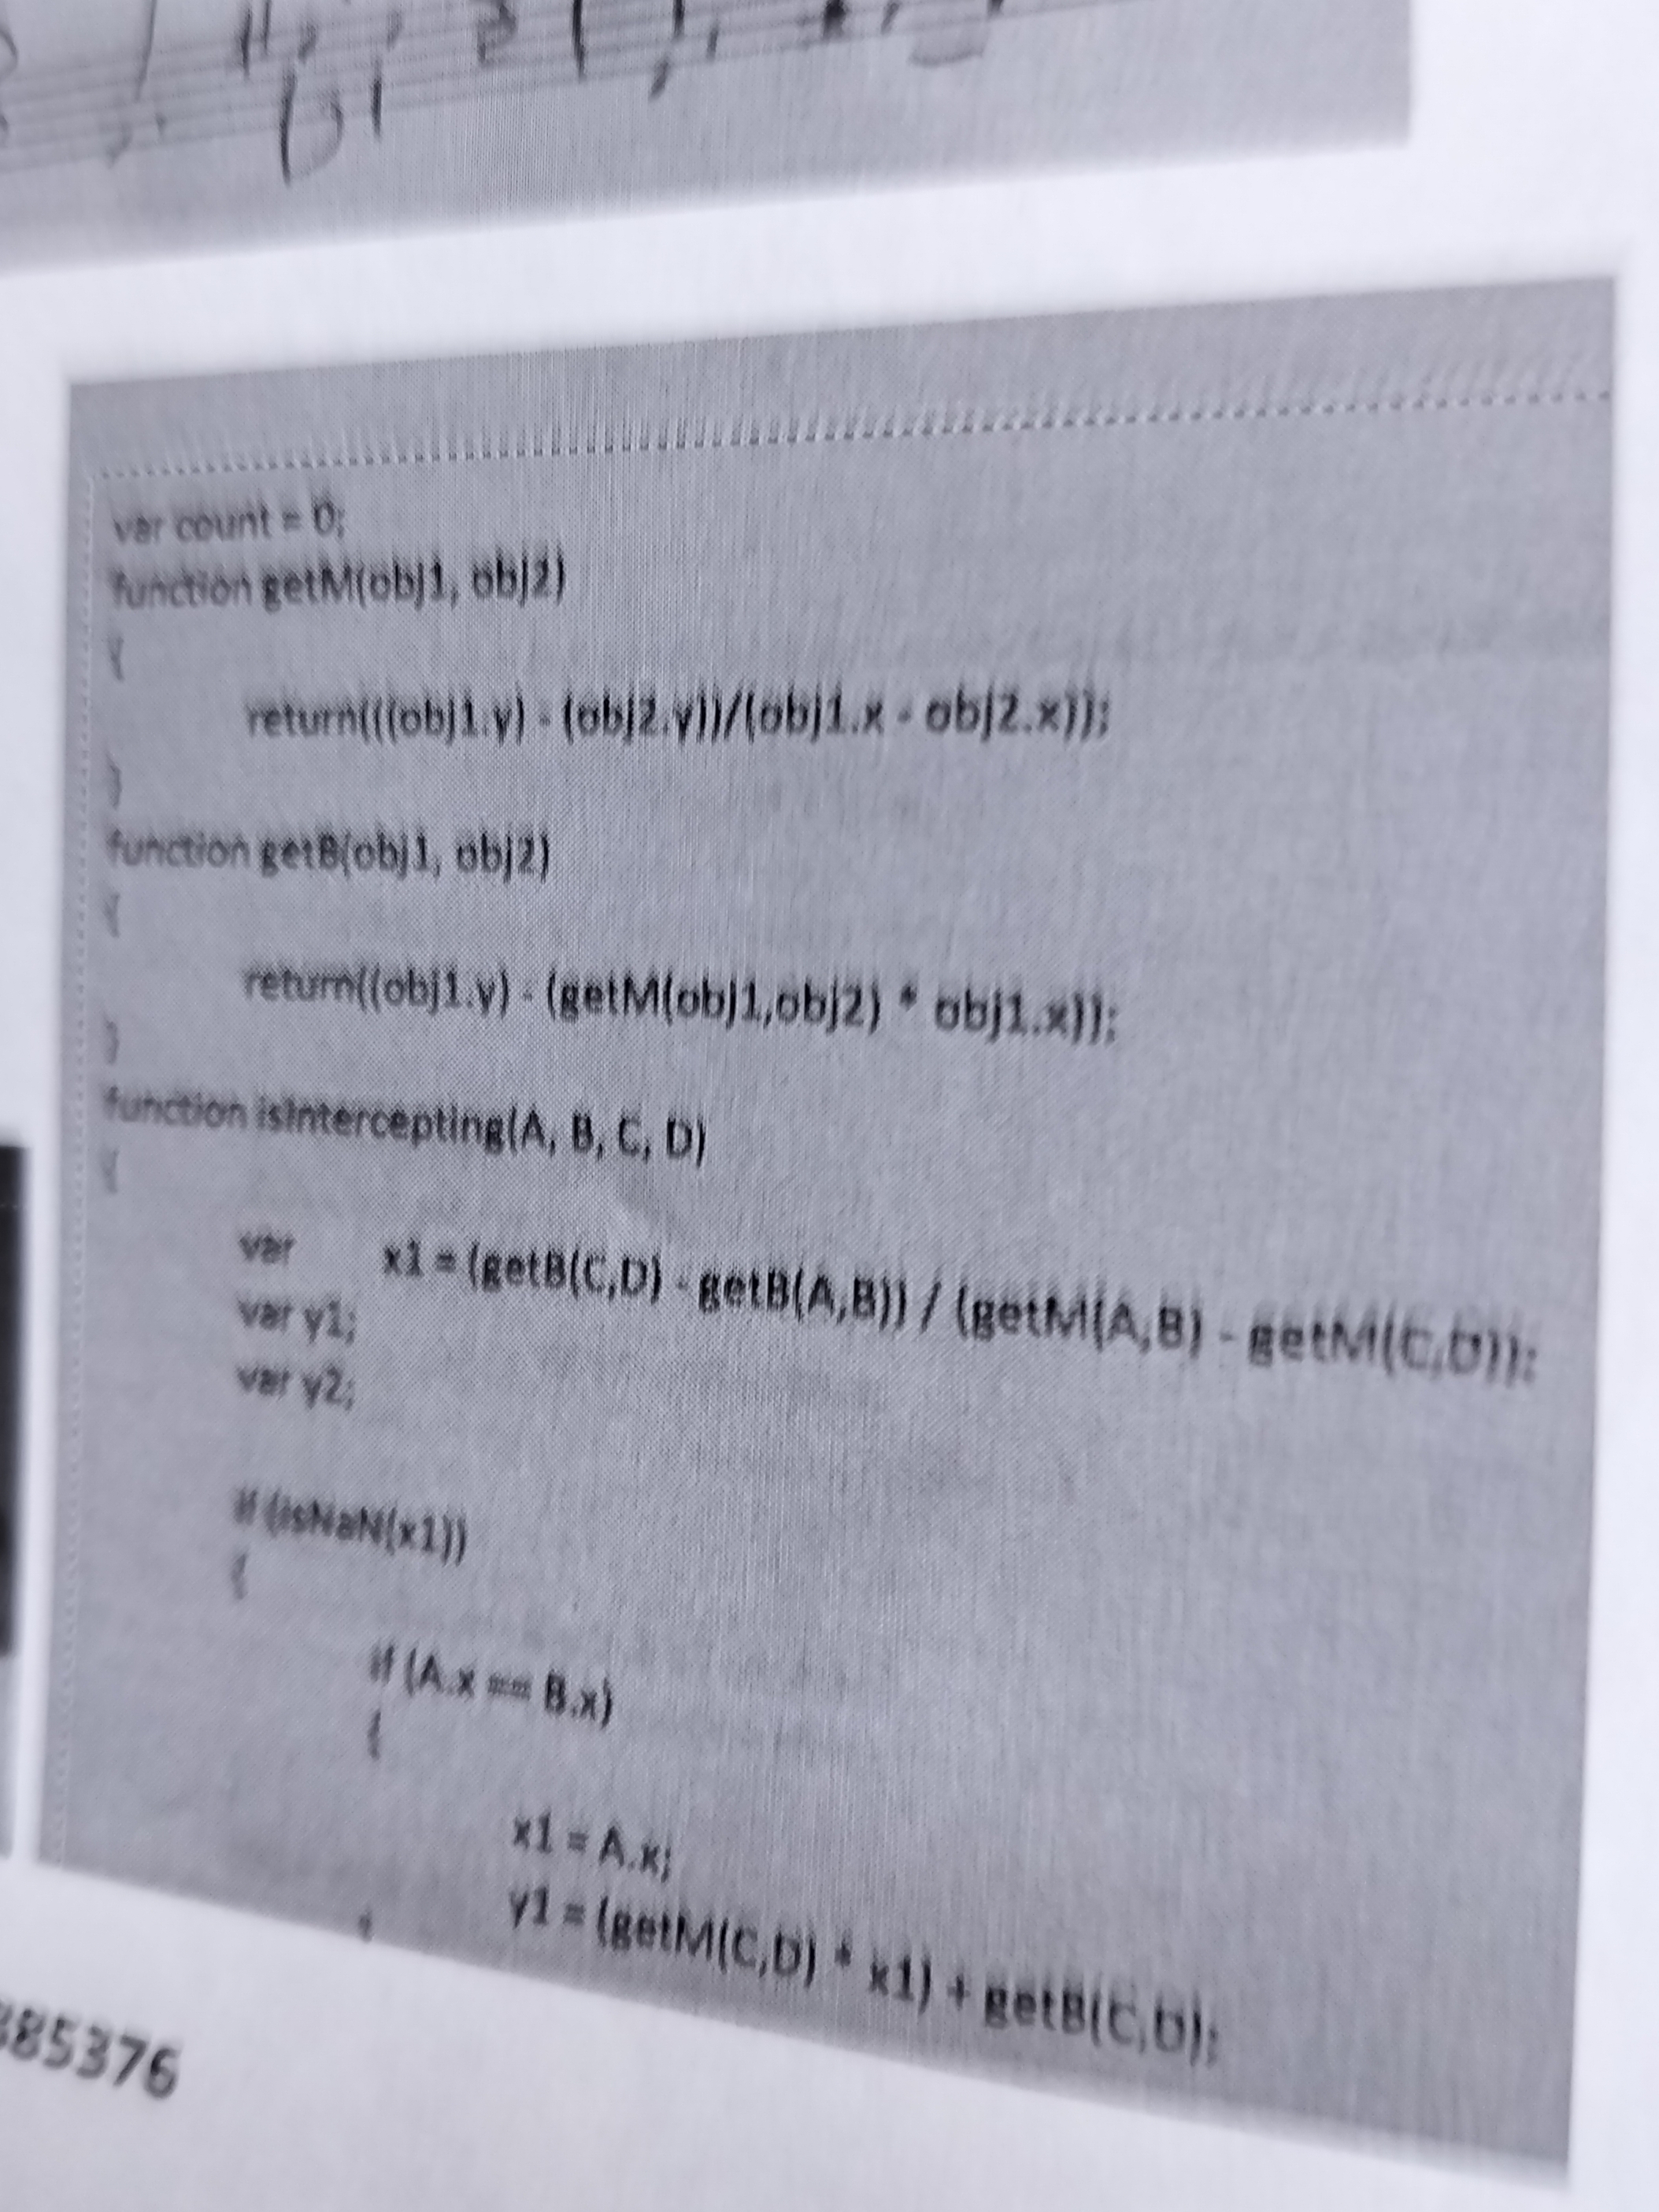 var count = 0;
function getM(obj1, obj2)
{
return(((obj1.y) - (obj2.y))/(obj1.x - obj2.x));
}
function getB(obj1, obj2)
{
return((obj1.y) - (getM(obj1,obj2) * obj1.x));
}
function isIntercepting(A, B, C, D)
{
var x1 = (getB(C,D) - getB(A,B)) / (getM(A,B) - getM(C,D));
var y1;
var y2;
if (isNaN(x1))
{
if (A.x == B.x)
{
x1 = A.x;
y1 = (getM(C,D) * x1) + getB(C,D);
85376